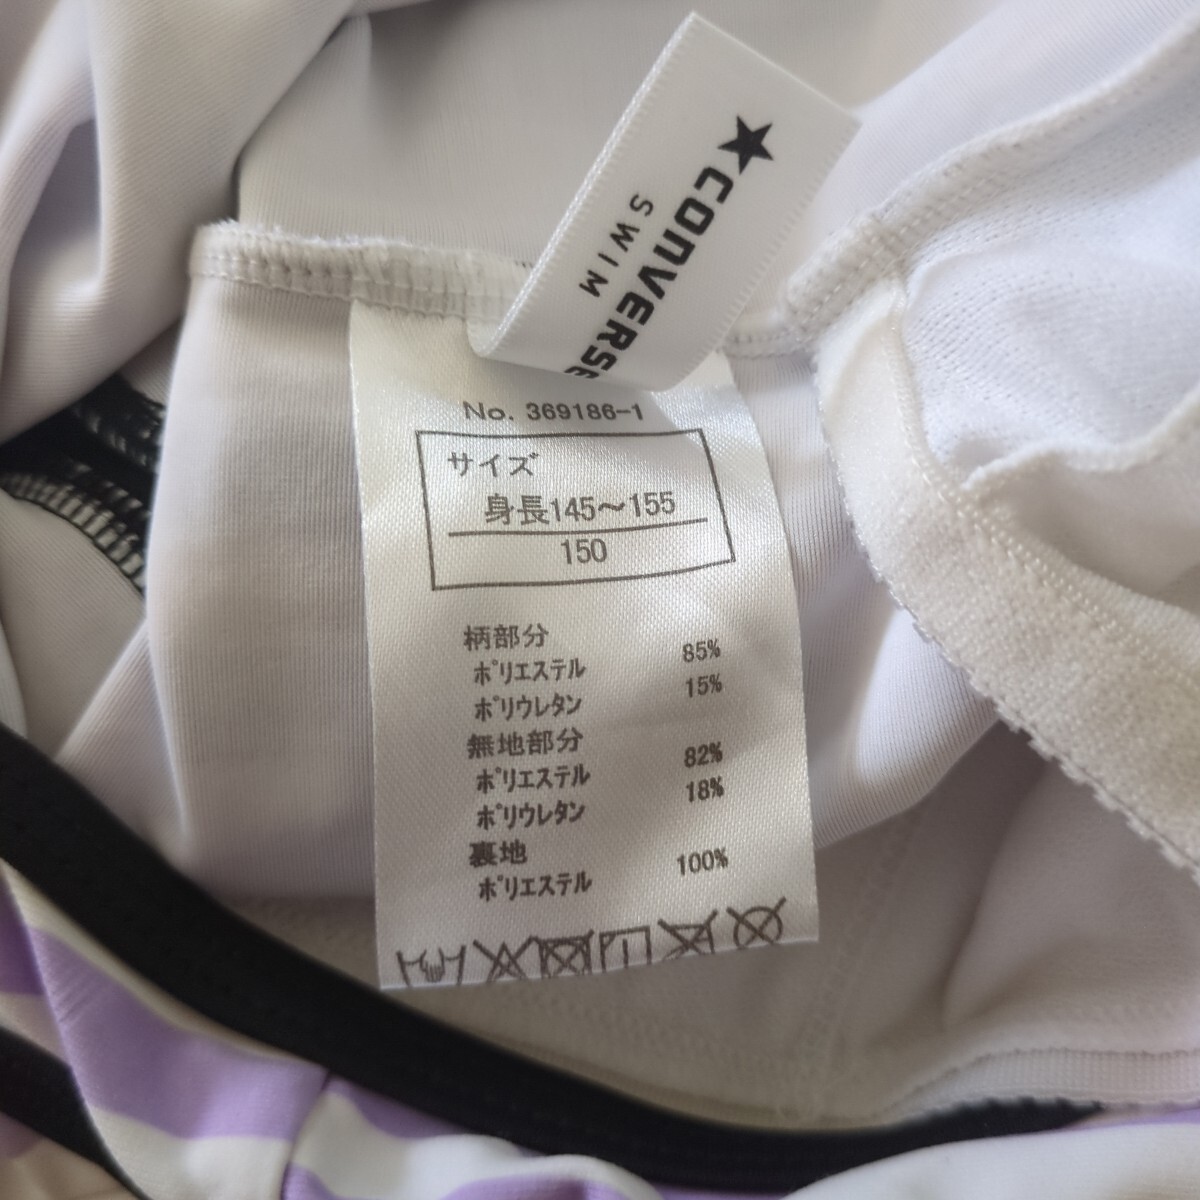 ★CONVERSE
SWIM
No. 369186-1
サイズ
身長145～155
150
柄部分
ポリエステル 85%
ポリウレタン 15%
無地部分
ポリエステル 82%
ポリウレタン 18%
裏地
ポリエステル 100%